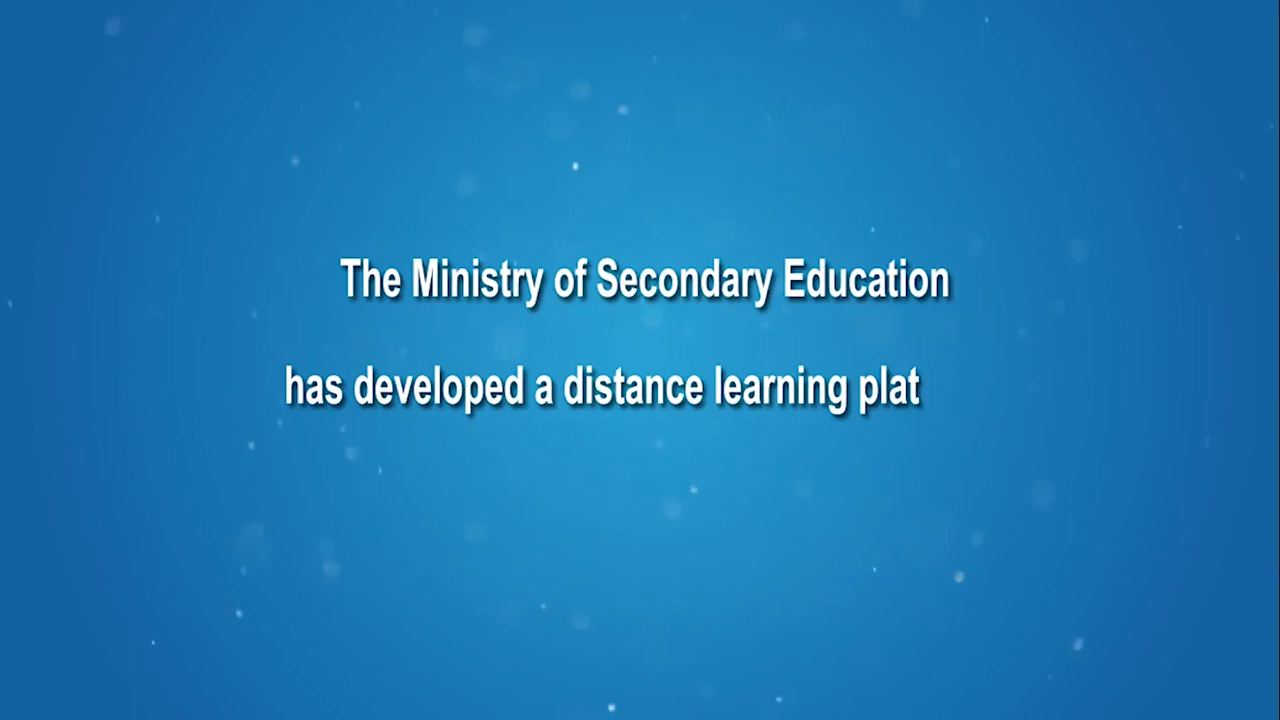 The Ministry of Secondary Education
has developed a distance learning plat